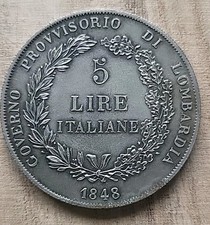 GOVERNO PROVVISORIO DI LOMBARDIA
5
LIRE
ITALIANE
1848